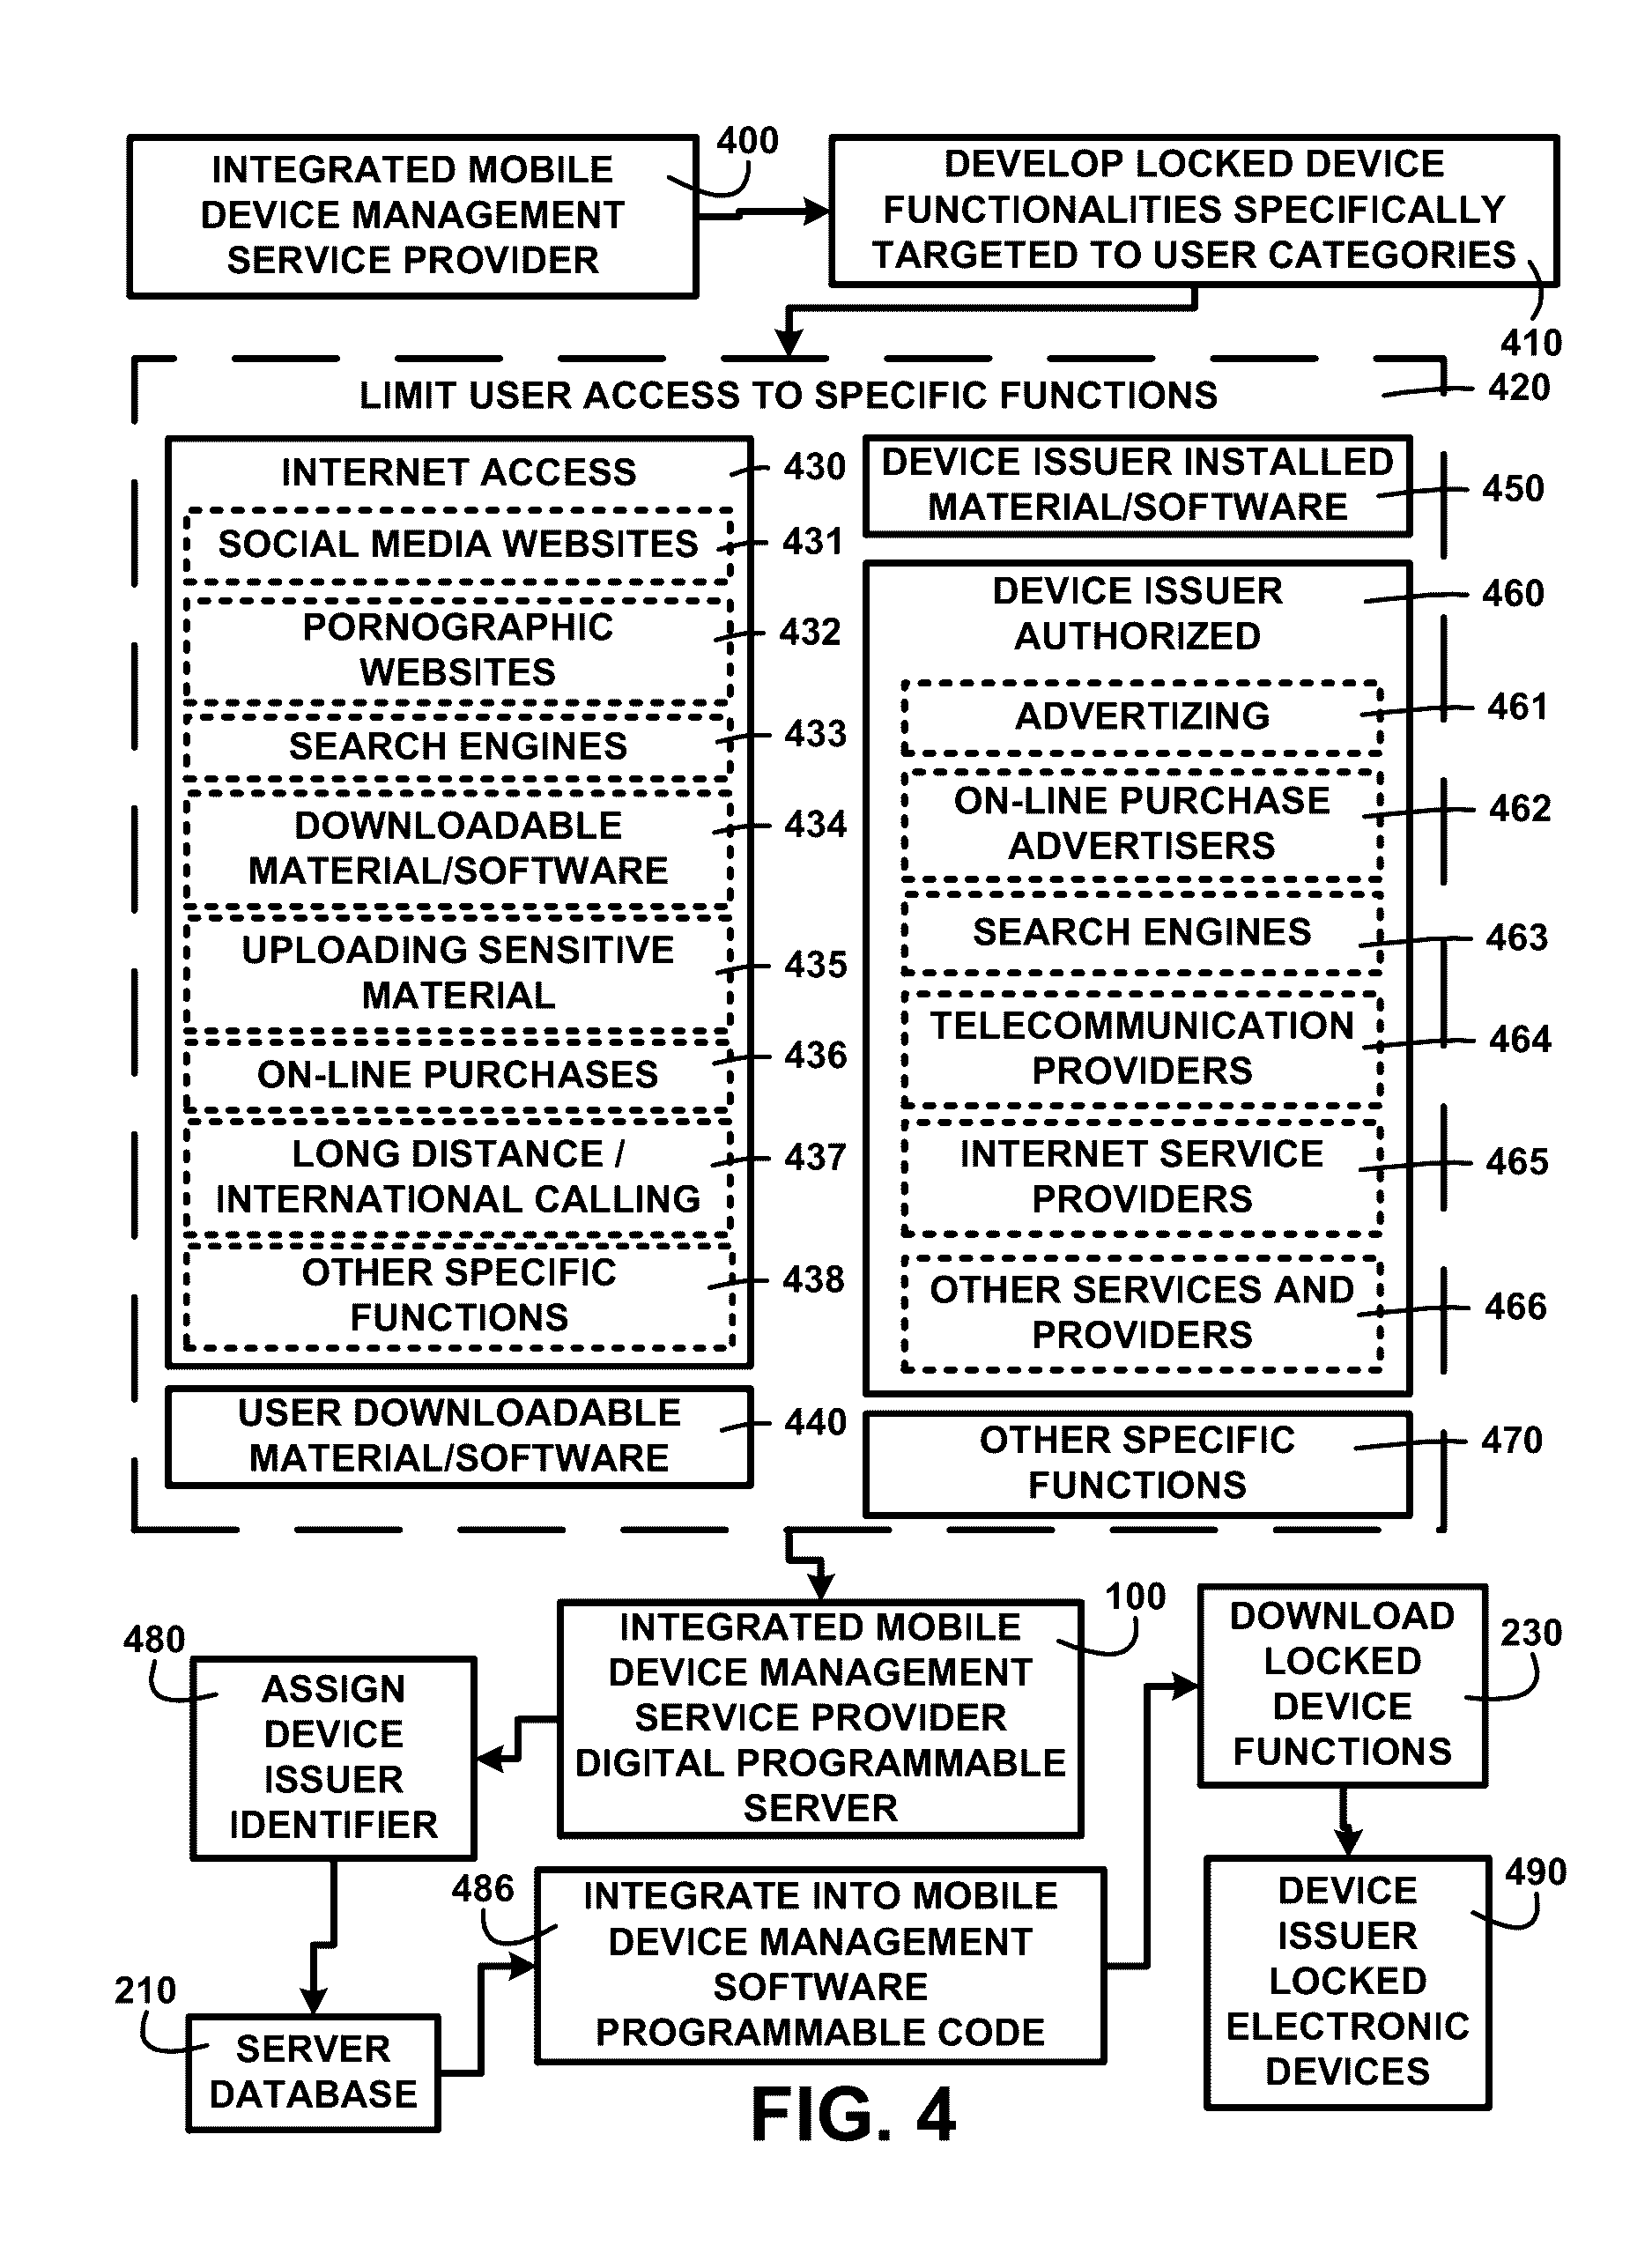 INTEGRATED MOBILE
DEVICE MANAGEMENT
SERVICE PROVIDER
400
DEVELOP LOCKED DEVICE
FUNCTIONALITIES SPECIFICALLY
TARGETED TO USER CATEGORIES
410
LIMIT USER ACCESS TO SPECIFIC FUNCTIONS
420
INTERNET ACCESS
430
SOCIAL MEDIA WEBSITES
431
PORNOGRAPHIC
WEBSITES
432
SEARCH ENGINES
433
DOWNLOADABLE
MATERIAL/SOFTWARE
434
UPLOADING SENSITIVE
MATERIAL
435
ON-LINE PURCHASES
436
LONG DISTANCE /
INTERNATIONAL CALLING
437
OTHER SPECIFIC
FUNCTIONS
438
USER DOWNLOADABLE
MATERIAL/SOFTWARE
440
DEVICE ISSUER INSTALLED
MATERIAL/SOFTWARE
450
DEVICE ISSUER
AUTHORIZED
460
ADVERTIZING
461
ON-LINE PURCHASE
ADVERTISERS
462
SEARCH ENGINES
463
TELECOMMUNICATION
PROVIDERS
464
INTERNET SERVICE
PROVIDERS
465
OTHER SERVICES AND
PROVIDERS
466
OTHER SPECIFIC
FUNCTIONS
470
INTEGRATED MOBILE
DEVICE MANAGEMENT
SERVICE PROVIDER
DIGITAL PROGRAMMABLE
SERVER
100
480
ASSIGN
DEVICE
ISSUER
IDENTIFIER
210
SERVER
DATABASE
486
INTEGRATE INTO MOBILE
DEVICE MANAGEMENT
SOFTWARE
PROGRAMMABLE CODE
DOWNLOAD
LOCKED
DEVICE
FUNCTIONS
230
DEVICE
ISSUER
LOCKED
ELECTRONIC
DEVICES
490
FIG. 4